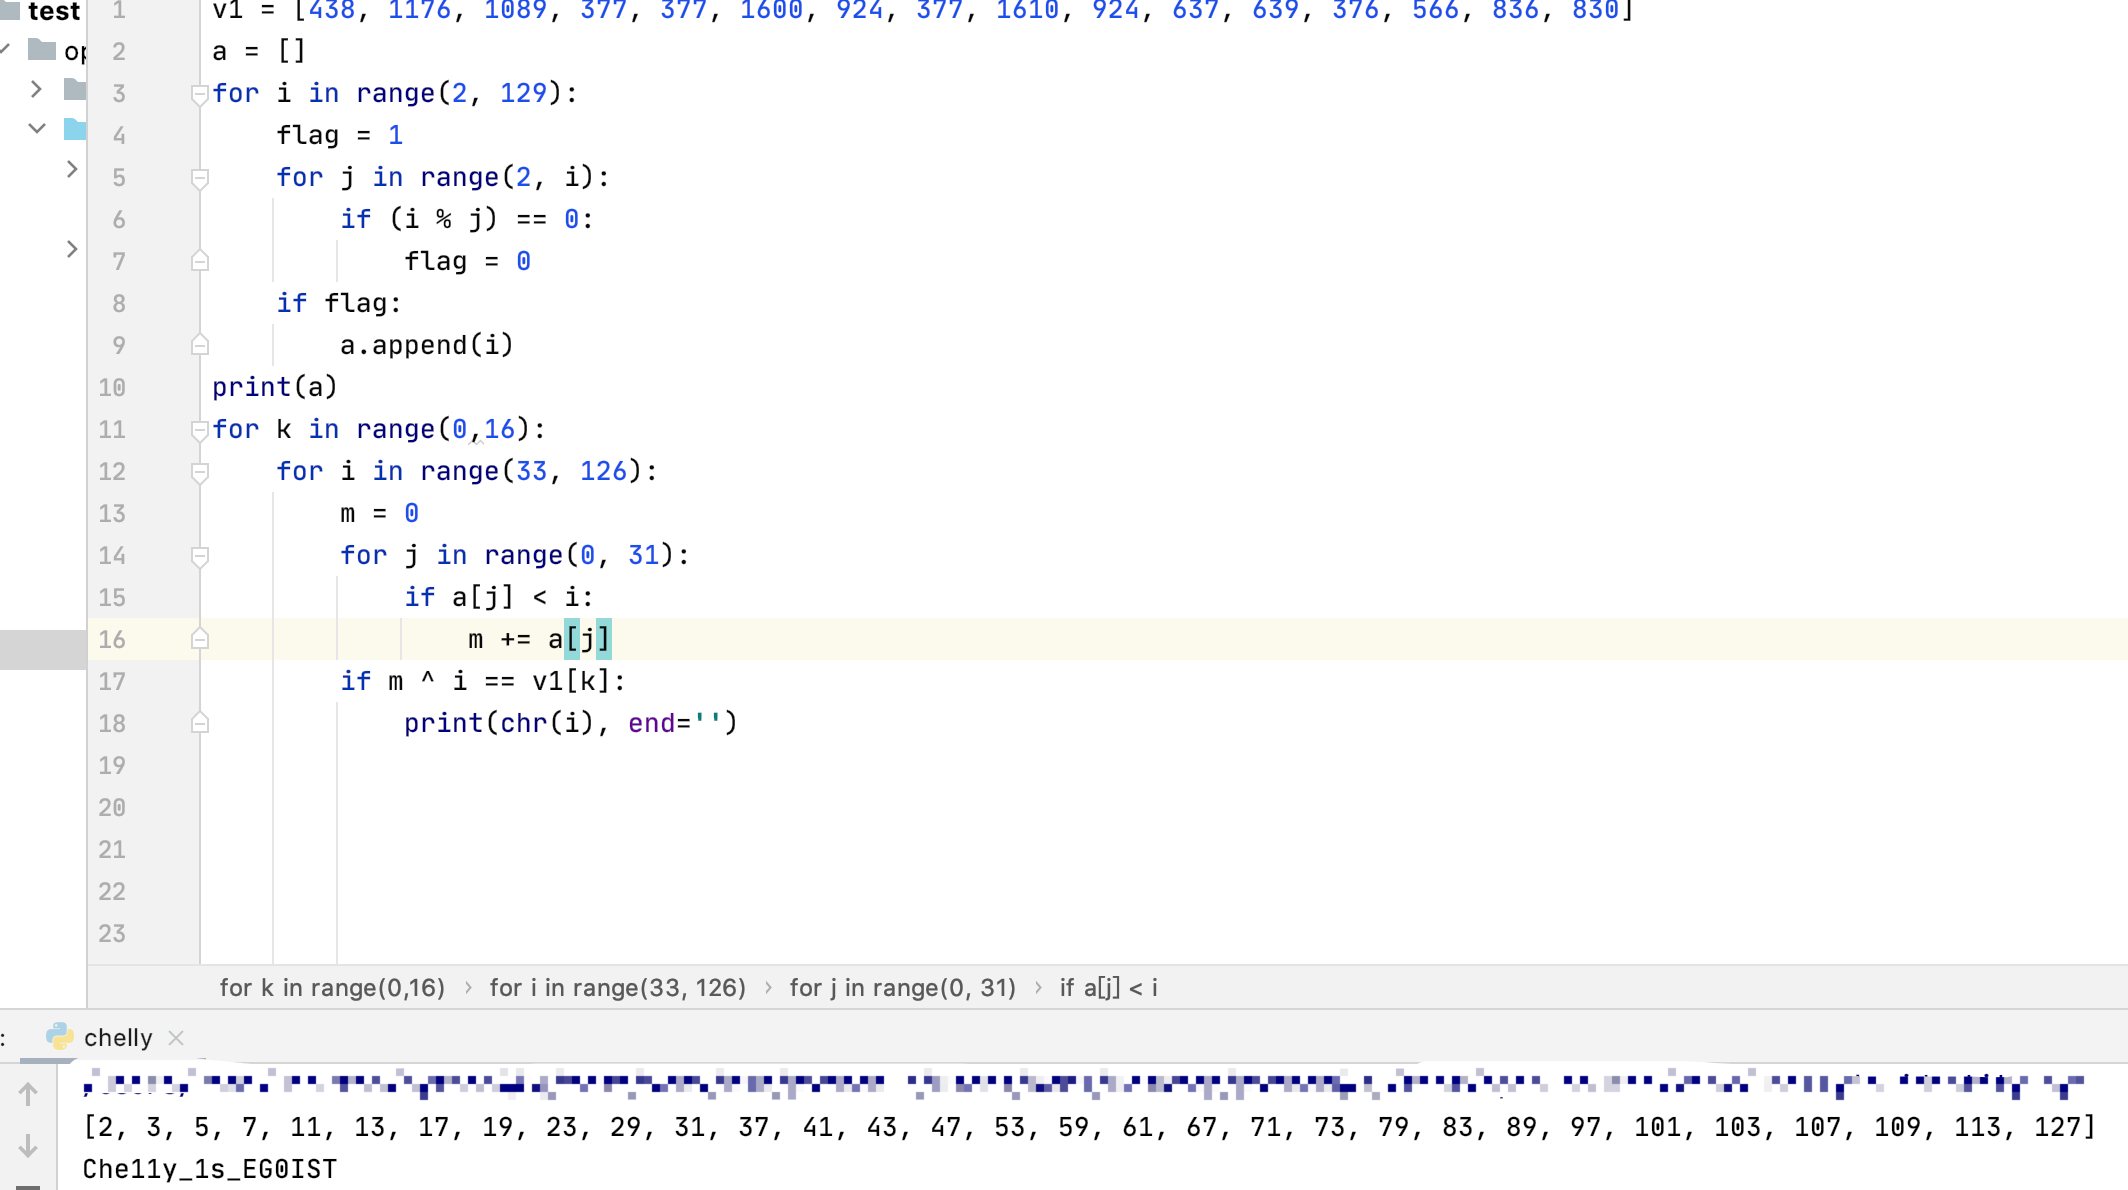 test
v1 = [438, 1176, 1089, 377, 377, 1600, 924, 377, 1610, 924, 637, 639, 376, 566, 836, 830]
1
2
a = []
3
for i in range(2, 129):
4
flag = 1
5
for j in range(2, i):
6
if (i % j) == 0:
7
flag = 0
8
if flag:
9
a.append(i)
10
print(a)
11
for k in range(0,16):
12
for i in range(33, 126):
13
m = 0
14
for j in range(0, 31):
15
if a[j] < i:
16
m += a[j]
17
if m ^ i == v1[k]:
18
print(chr(i), end='')
19
20
21
22
23
for k in range(0,16) › for i in range(33, 126) › for j in range(0, 31) › if a[j] < i
: chelly
[2, 3, 5, 7, 11, 13, 17, 19, 23, 29, 31, 37, 41, 43, 47, 53, 59, 61, 67, 71, 73, 79, 83, 89, 97, 101, 103, 107, 109, 113, 127]
Che11y_1s_EG0IST